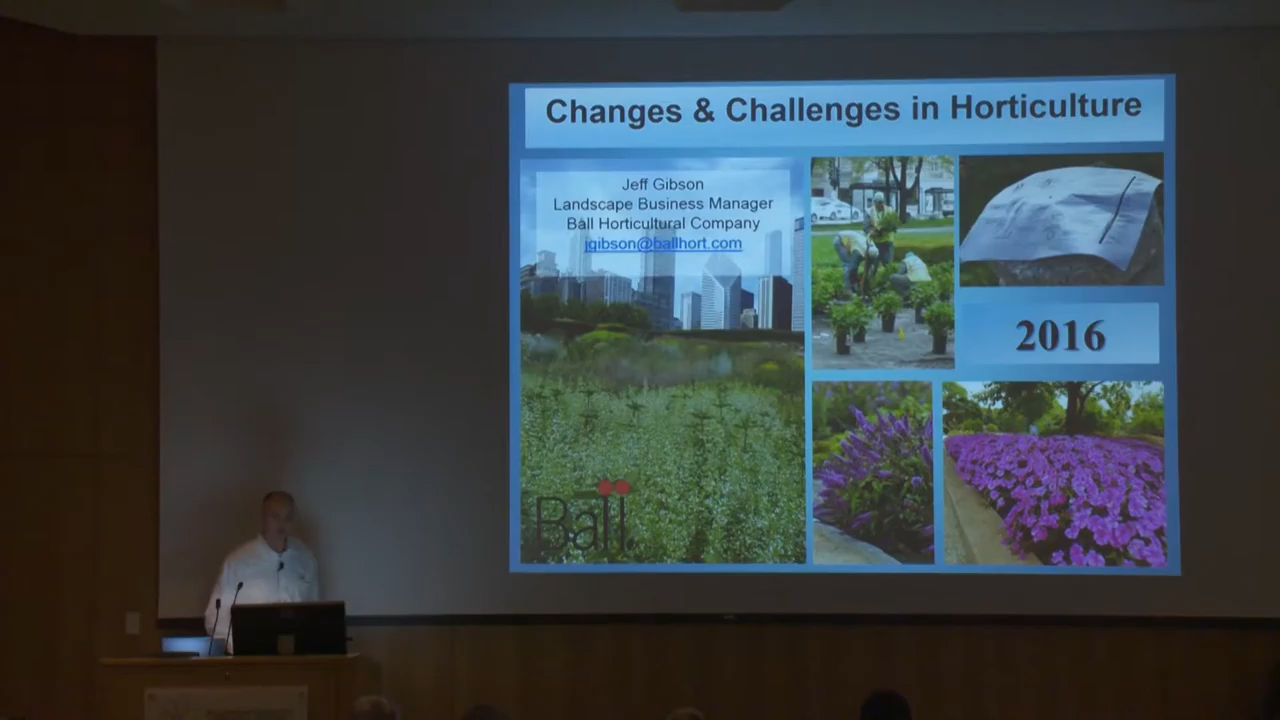 Changes & Challenges in Horticulture
Jeff Gibson
Landscape Business Manager
Ball Horticultural Company
jgibson@ballhort.com
2016
Ball